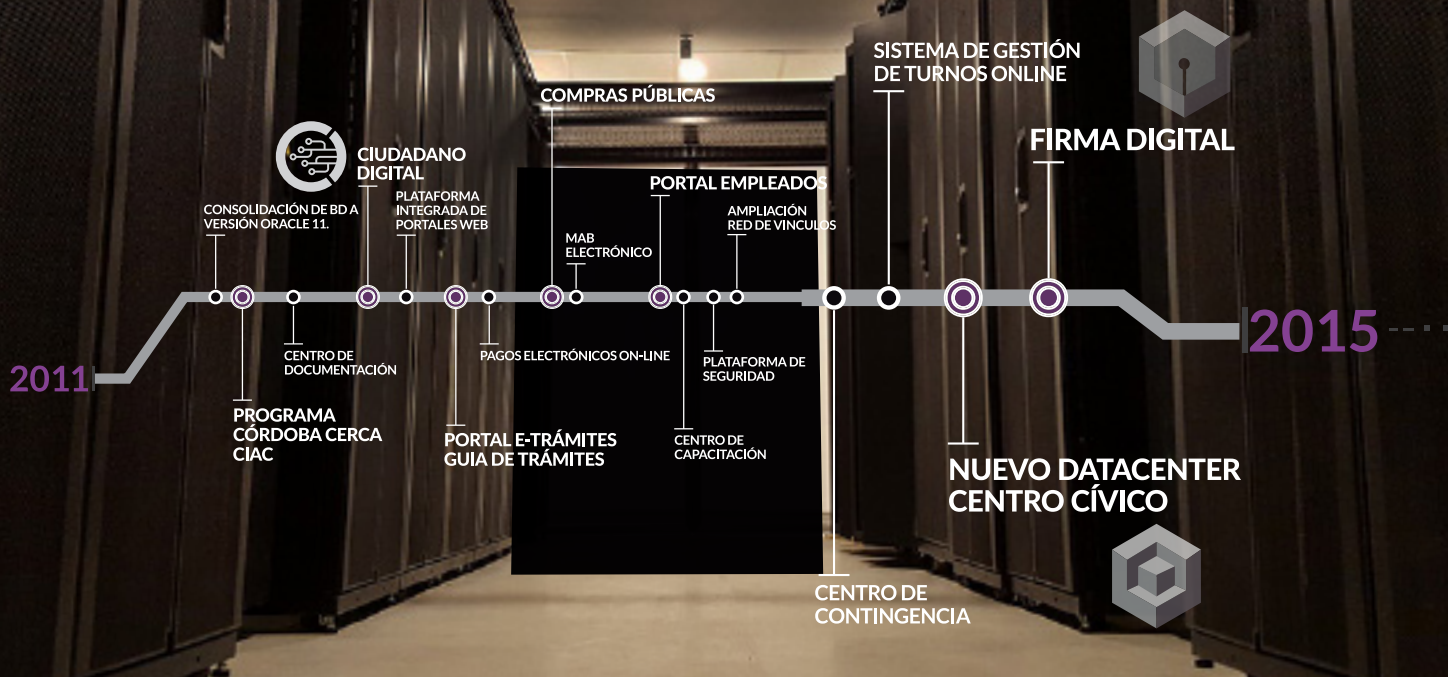 2011
CONSOLIDACIÓN DE BD A
VERSIÓN ORACLE 11.
PROGRAMA
CÓRDOBA CERCA
CIAC
CENTRO DE
DOCUMENTACIÓN
CIUDADANO
DIGITAL
PLATAFORMA
INTEGRADA DE
PORTALES WEB
PORTAL E-TRÁMITES
GUIA DE TRÁMITES
PAGOS ELECTRÓNICOS ON-LINE
COMPRAS PÚBLICAS
MAB
ELECTRÓNICO
PORTAL EMPLEADOS
CENTRO DE
CAPACITACIÓN
PLATAFORMA DE
SEGURIDAD
AMPLIACIÓN
RED DE VINCULOS
CENTRO DE
CONTINGENCIA
SISTEMA DE GESTIÓN
DE TURNOS ONLINE
NUEVO DATACENTER
CENTRO CÍVICO
FIRMA DIGITAL
2015